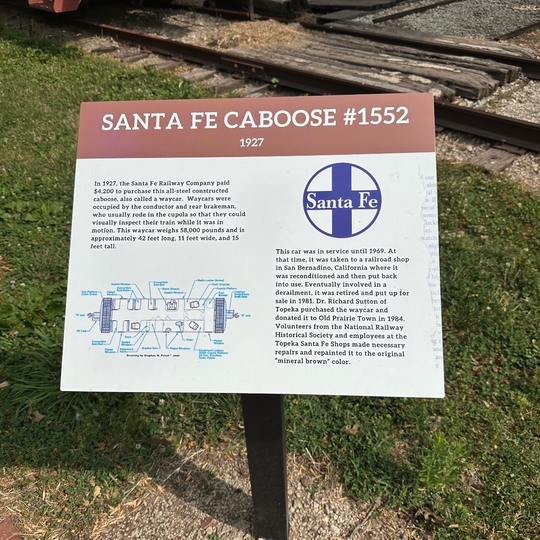 SANTA FE CABOOSE #1552
1927
In 1927, the Santa Fe Railway Company paid
$4,200 to purchase this all-steel constructed
caboose, also called a waycar. Waycars were
occupied by the conductor and rear brakeman,
who usually rode in the cupola so that they could
visually inspect their train while it was in
motion. This waycar weighs 58,000 pounds and is
approximately 42 feet long, 11 feet wide, and 15
feet tall.
Santa Fe
This car was in service until 1969. At
that time, it was taken to a railroad shop
in San Bernadino, California where it
was reconditioned and then put back
into use. Eventually involved in a
derailment, it was retired and put up for
sale in 1981. Dr. Richard Sutton of
Topeka purchased the waycar and
donated it to Old Prairie Town in 1984.
Volunteers from the National Railway
Historical Society and employees at the
Topeka Santa Fe Shops made necessary
repairs and repainted it to the original
"mineral brown" color.